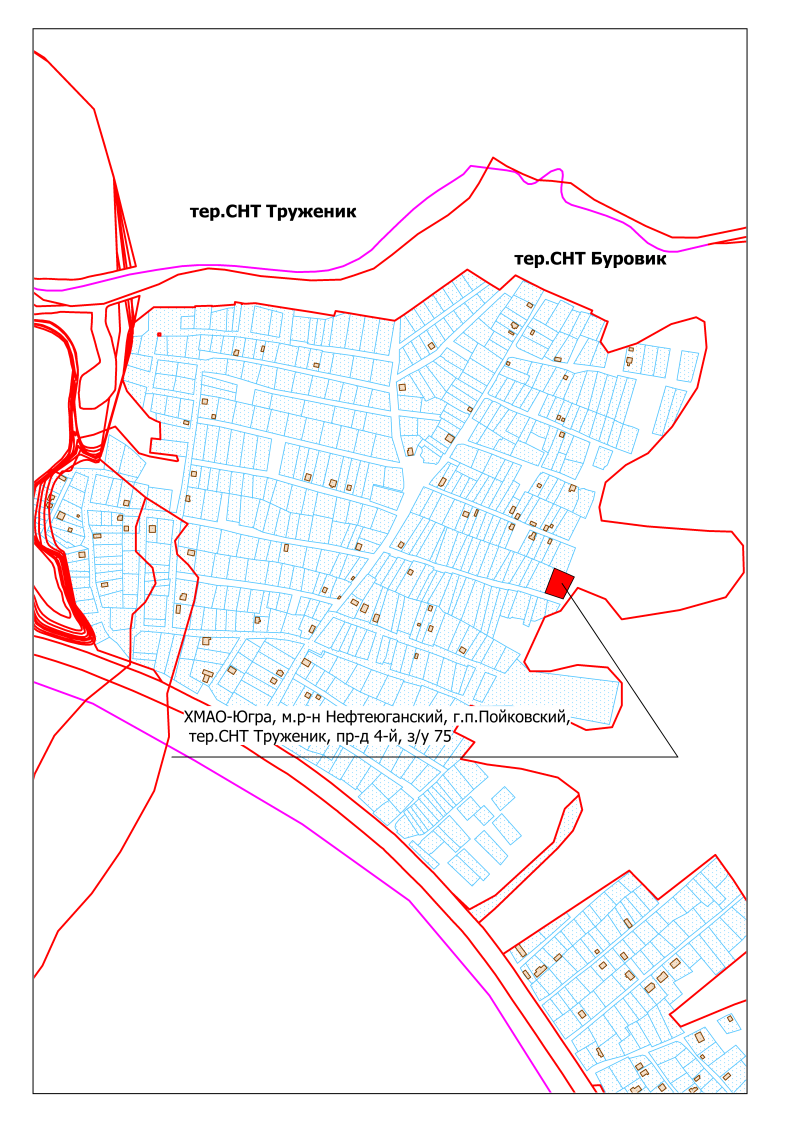 тер.СНТ Труженик
тер.СНТ Буровик
ХМАО-Югра, м.р-н Нефтеюганский, г.п.Пойковский,
тер.СНТ Труженик, пр-д 4-й, з/у 75